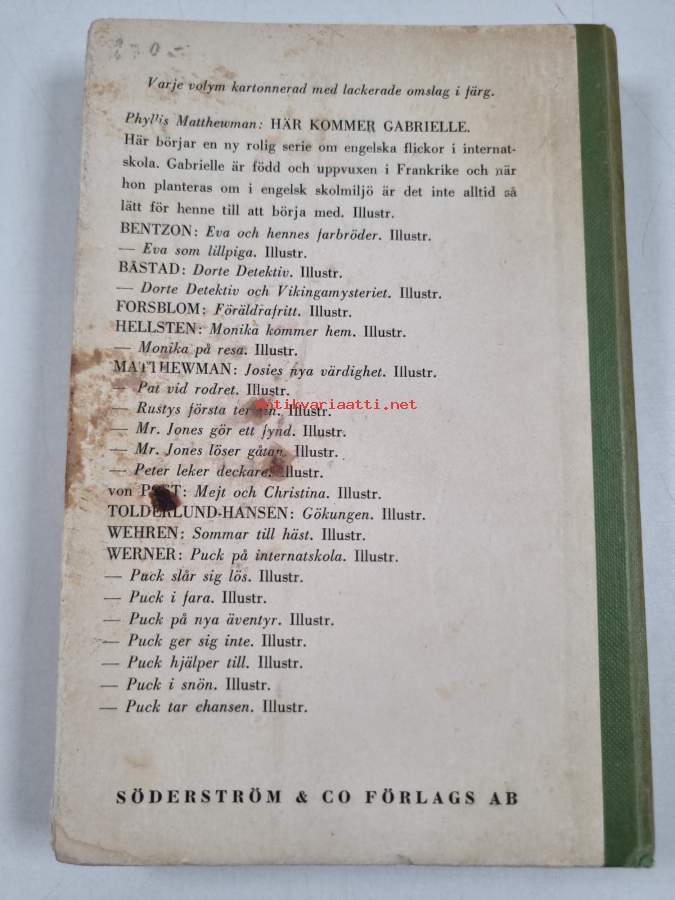 270:-
Varje volym kartonnerad med lackerade omslag i färg.
Phyllis Matthewman: HÄR KOMMER GABRIELLE.
Här börjar en ny rolig serie om engelska flickor i internat-
skola. Gabrielle är född och uppvuxen i Frankrike och när
hon planteras om i engelsk skolmiljö är det inte alltid så
lätt för henne till att börja med. Illustr.
BENTZON: Eva och hennes farbröder. Illustr.
— Eva som lillpiga. Illustr.
BÅSTAD: Dorte Detektiv. Illustr.
— Dorte Detektiv och Vikingamysteriet. Illustr.
FORSBLOM: Föräldrafritt. Illustr.
HELLSTEN: Monika kommer hem. Illustr.
— Monika på resa. Illustr.
MATTHEWMAN: Josies nya värdighet. Illustr.
— Pat vid rodret. Illustr.
— Rustys första termin. Illustr.
antikvariaatti.net
— Mr. Jones gör ett fynd. Illustr.
— Mr. Jones löser gåtan. Illustr.
— Peter leker deckare. Illustr.
von POST: Mejt och Christina. Illustr.
TOLDERLUND-HANSEN: Gökungen. Illustr.
WEHREN: Sommar till häst. Illustr.
WERNER: Puck på internatskola. Illustr.
— Puck slår sig lös. Illustr.
— Puck i fara. Illustr.
— Puck på nya äventyr. Illustr.
— Puck ger sig inte. Illustr.
— Puck hjälper till. Illustr.
— Puck i snön. Illustr.
— Puck tar chansen. Illustr.
SÖDERSTRÖM & CO FÖRLAGS AB